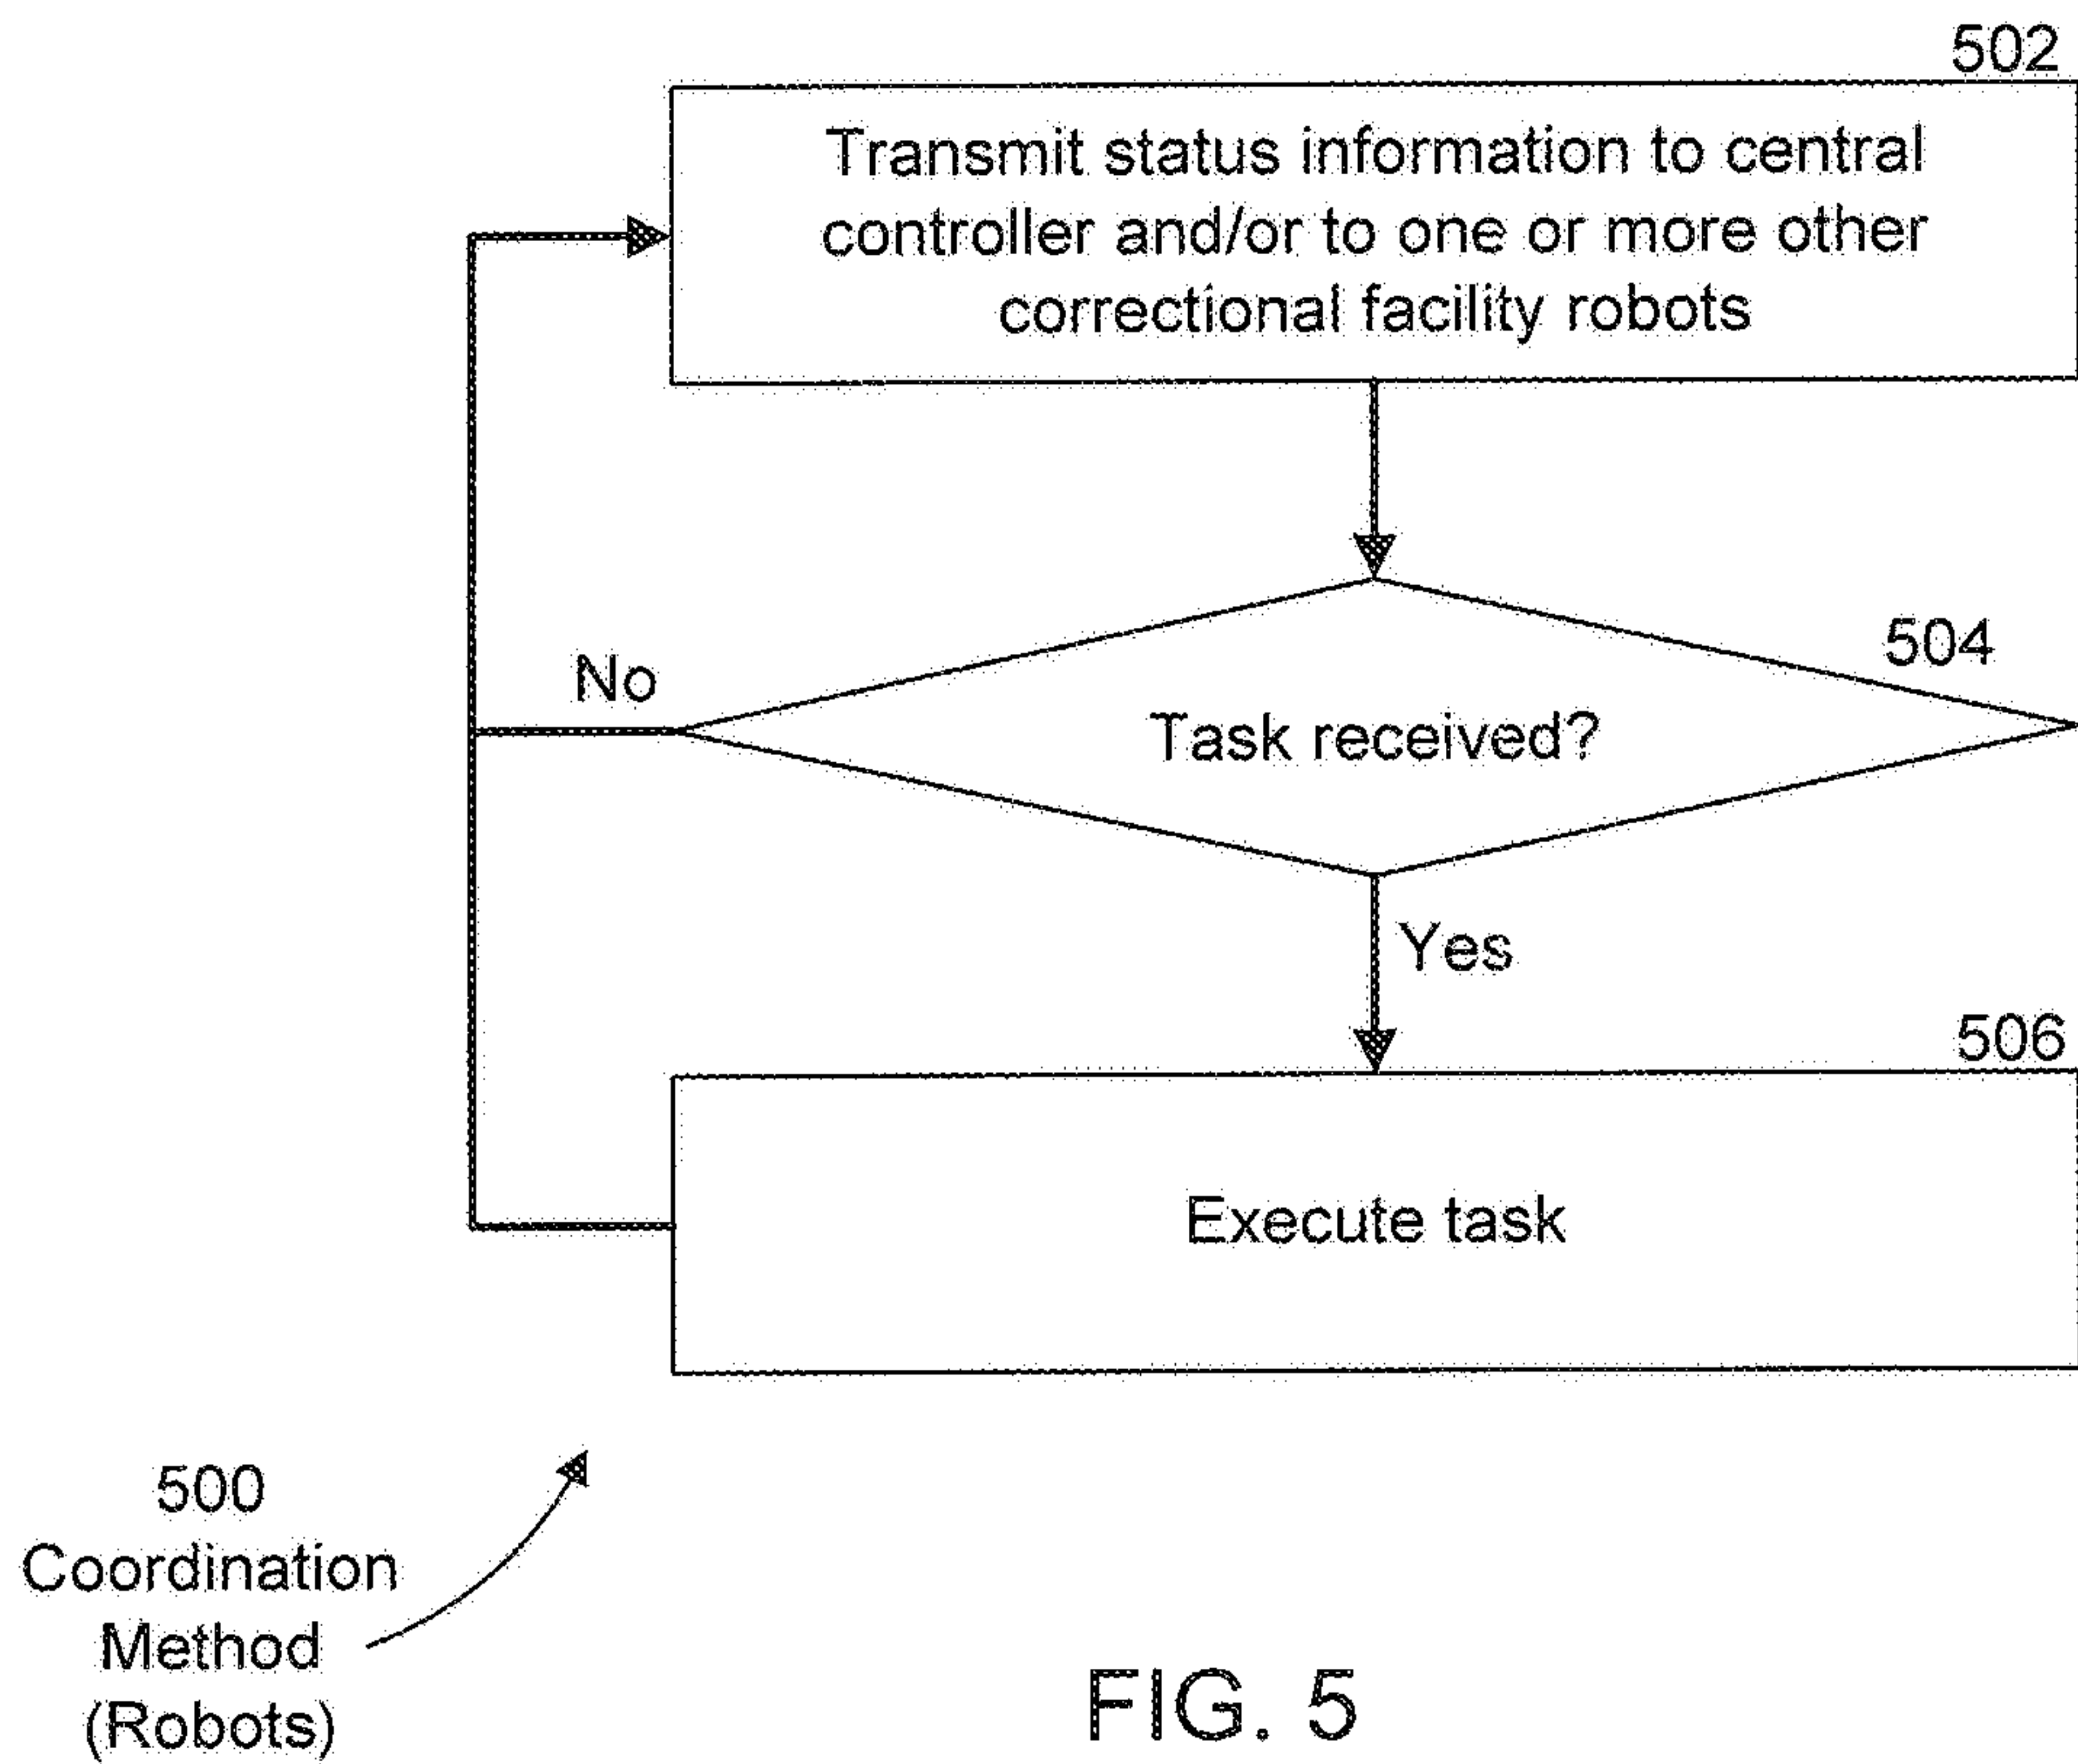 502
Transmit status information to central
controller and/or to one or more other
correctional facility robots
504
No
Task received?
Yes
506
Execute task
500
Coordination
Method
(Robots)
FIG. 5